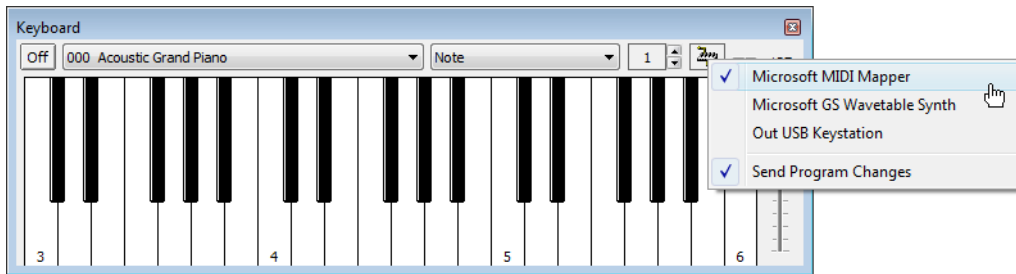 Keyboard
Off 000 Acoustic Grand Piano Note 1
Microsoft MIDI Mapper
Microsoft GS Wavetable Synth
Out USB Keystation
Send Program Changes
3 4 5 6